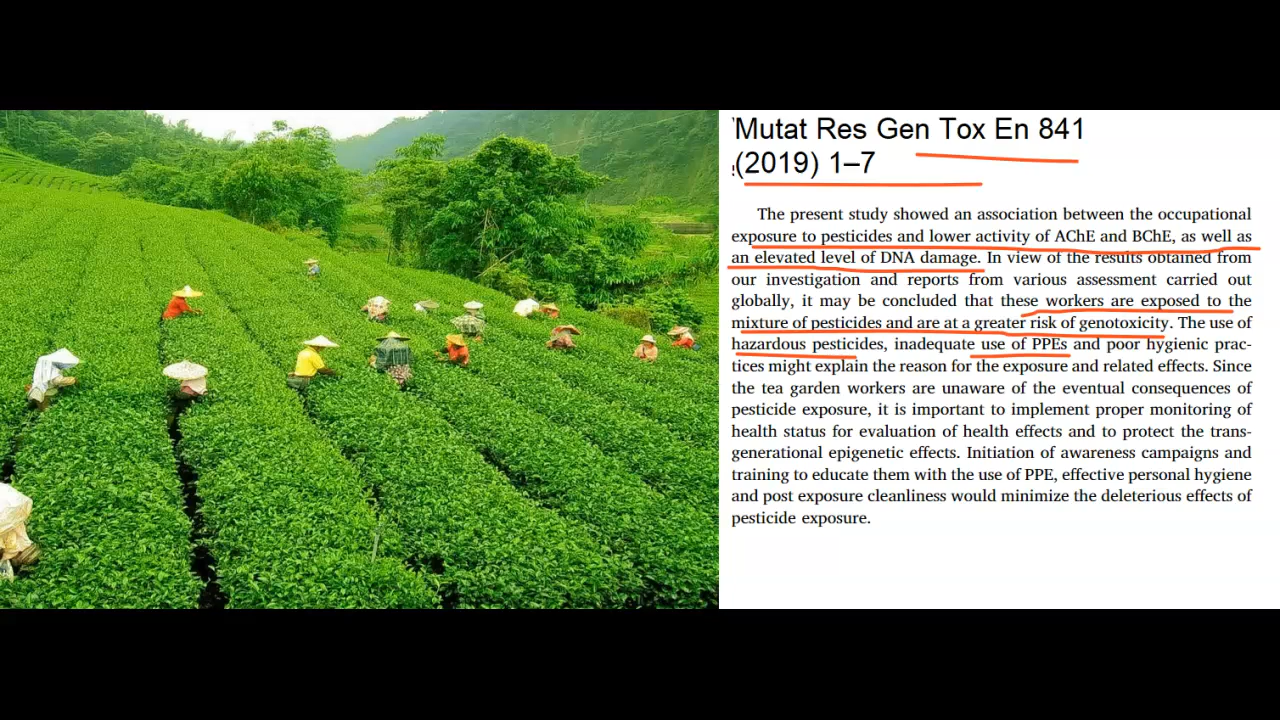 Mutat Res Gen Tox En 841
(2019) 1–7
The present study showed an association between the occupational
exposure to pesticides and lower activity of AChE and BChE, as well as
an elevated level of DNA damage. In view of the results obtained from
our investigation and reports from various assessment carried out
globally, it may be concluded that these workers are exposed to the
mixture of pesticides and are at a greater risk of genotoxicity. The use of
hazardous pesticides, inadequate use of PPEs and poor hygienic prac-
tices might explain the reason for the exposure and related effects. Since
the tea garden workers are unaware of the eventual consequences of
pesticide exposure, it is important to implement proper monitoring of
health status for evaluation of health effects and to protect the trans-
generational epigenetic effects. Initiation of awareness campaigns and
training to educate them with the use of PPE, effective personal hygiene
and post exposure cleanliness would minimize the deleterious effects of
pesticide exposure.